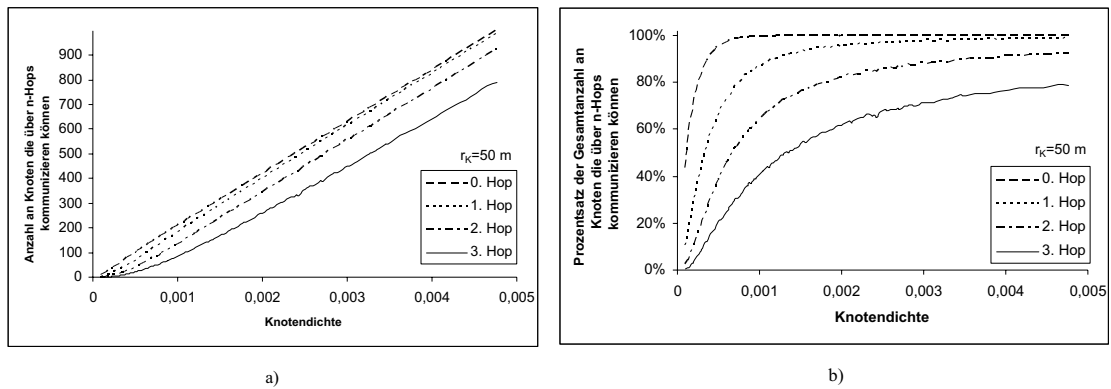 Anzahl an Knoten die über n-Hops
kommunizieren können
900
800
700
600
500
400
300
200
100
0
0
0,001
0,002
0,003
0,004
0,005
Knotendichte
r_K=50 m
0. Hop
1. Hop
2. Hop
3. Hop
a)
Prozentsatz der Gesamtanzahl an
Knoten die über n-Hops
kommunizieren können
100%
80%
60%
40%
20%
0%
0
0,001
0,002
0,003
0,004
0,005
Knotendichte
r_K=50 m
0. Hop
1. Hop
2. Hop
3. Hop
b)